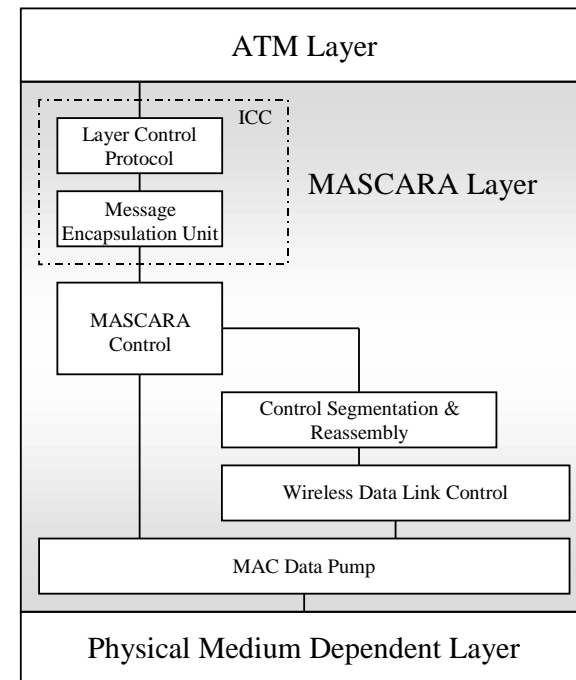 ATM Layer
ICC
Layer Control
Protocol
MASCARA Layer
Message
Encapsulation Unit
MASCARA
Control
Control Segmentation &
Reassembly
Wireless Data Link Control
MAC Data Pump
Physical Medium Dependent Layer